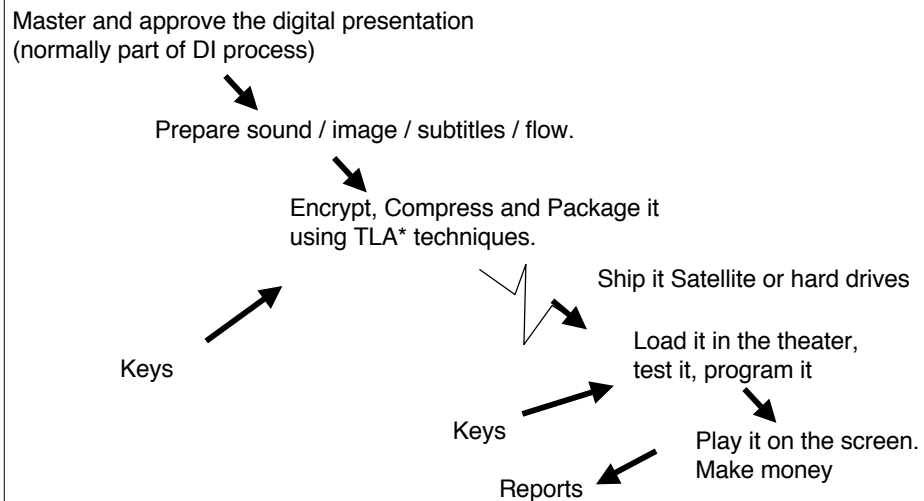 Master and approve the digital presentation
(normally part of DI process)
Prepare sound / image / subtitles / flow.
Encrypt, Compress and Package it
using TLA* techniques.
Ship it Satellite or hard drives
Load it in the theater,
test it, program it
Keys
Keys
Play it on the screen.
Make money
Reports